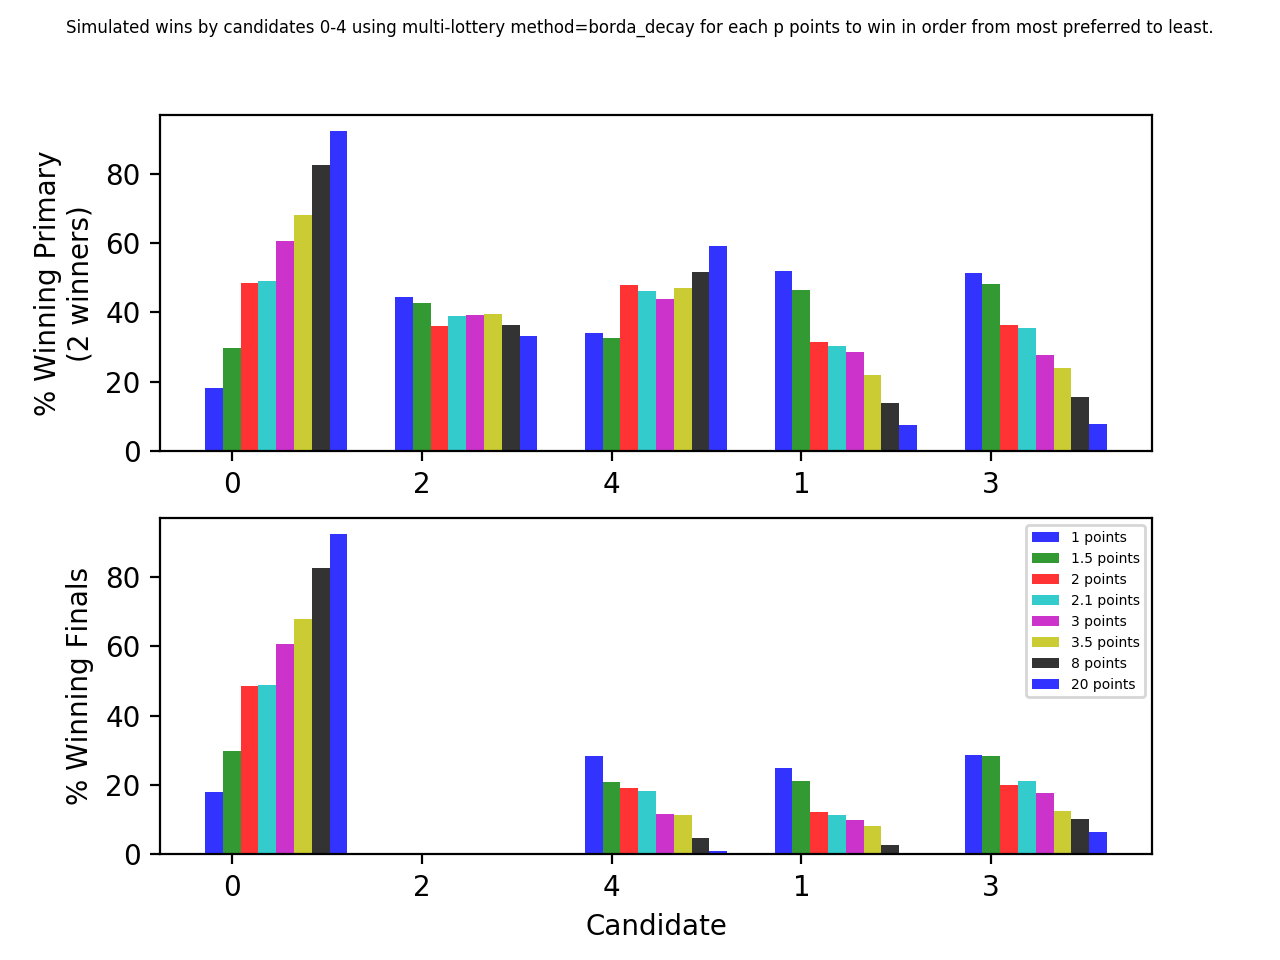 Simulated wins by candidates 0-4 using multi-lottery method=borda_decay for each p points to win in order from most preferred to least.
% Winning Primary
(2 winners)
80
60
40
20
0
0 2 4 1 3
% Winning Finals
80
60
40
20
0
1 points
1.5 points
2 points
2.1 points
3 points
3.5 points
8 points
20 points
0 2 4 1 3
Candidate